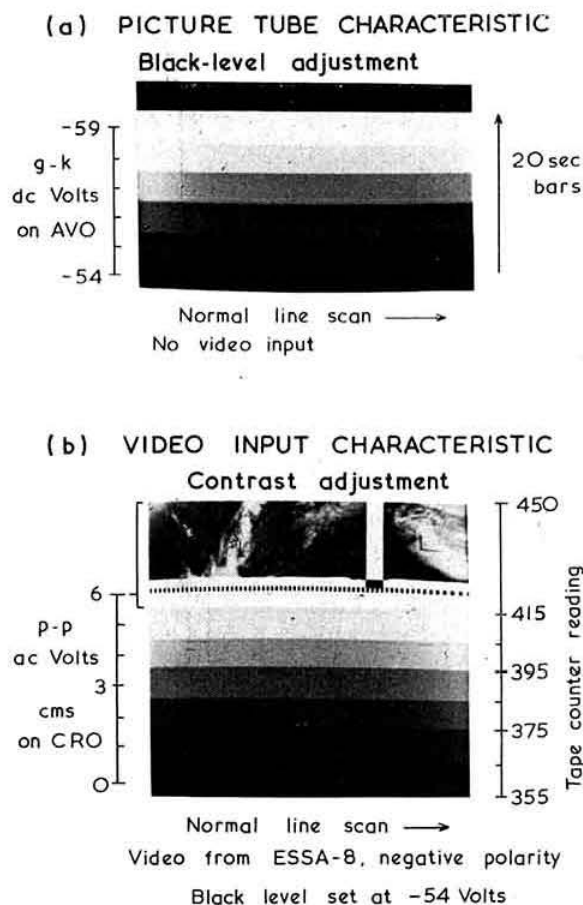 (a) PICTURE TUBE CHARACTERISTIC
Black-level adjustment
-59
g-k
dc Volts
on AVO
-54
20 sec
bars
Normal line scan
No video input
(b) VIDEO INPUT CHARACTERISTIC
Contrast adjustment
450
6
415
p-p
ac Volts
395
3
cms
on CRO
375
0
355
Tape counter reading
Normal line scan
Video from ESSA-8, negative polarity
Black level set at -54 Volts